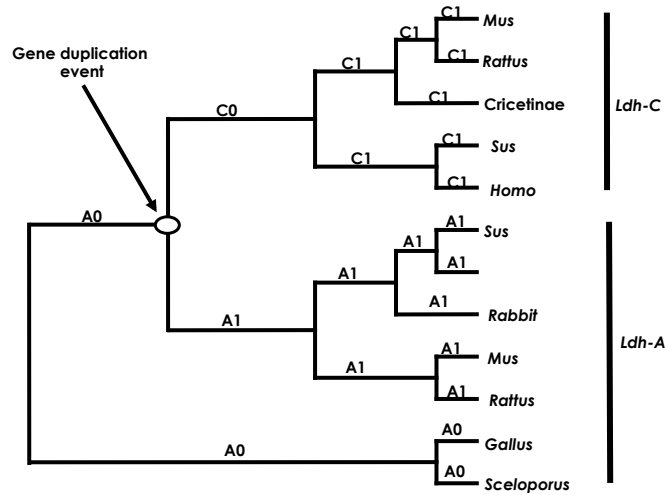 C1
Mus
C1
C1
Rattus
C1
C1
Cricetinae
Gene duplication
event
C0
Ldh-C
C1
Sus
C1
C1
Homo
A0
A1
Sus
A1
A1
A1
A1
Rabbit
A1
A1
Mus
A1
A1
Rattus
Ldh-A
A0
Gallus
A0
A0
Sceloporus